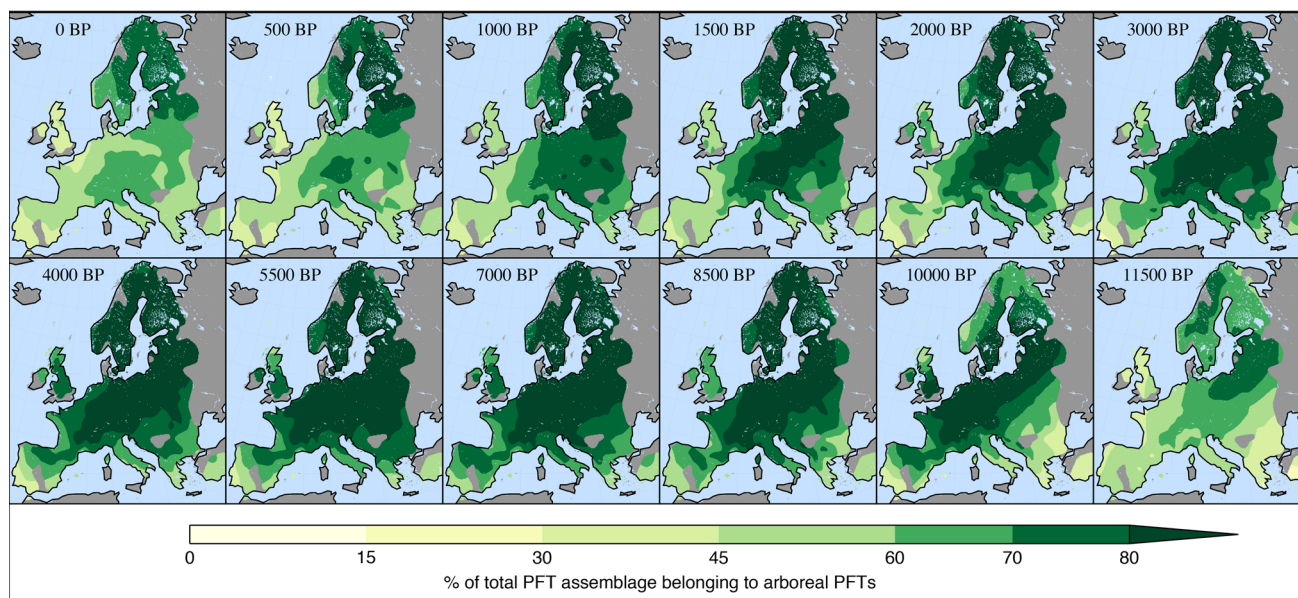 0 BP
500 BP
1000 BP
1500 BP
2000 BP
3000 BP
4000 BP
5500 BP
7000 BP
8500 BP
10000 BP
11500 BP
0 15 30 45 60 70 80
% of total PFT assemblage belonging to arboreal PFTs